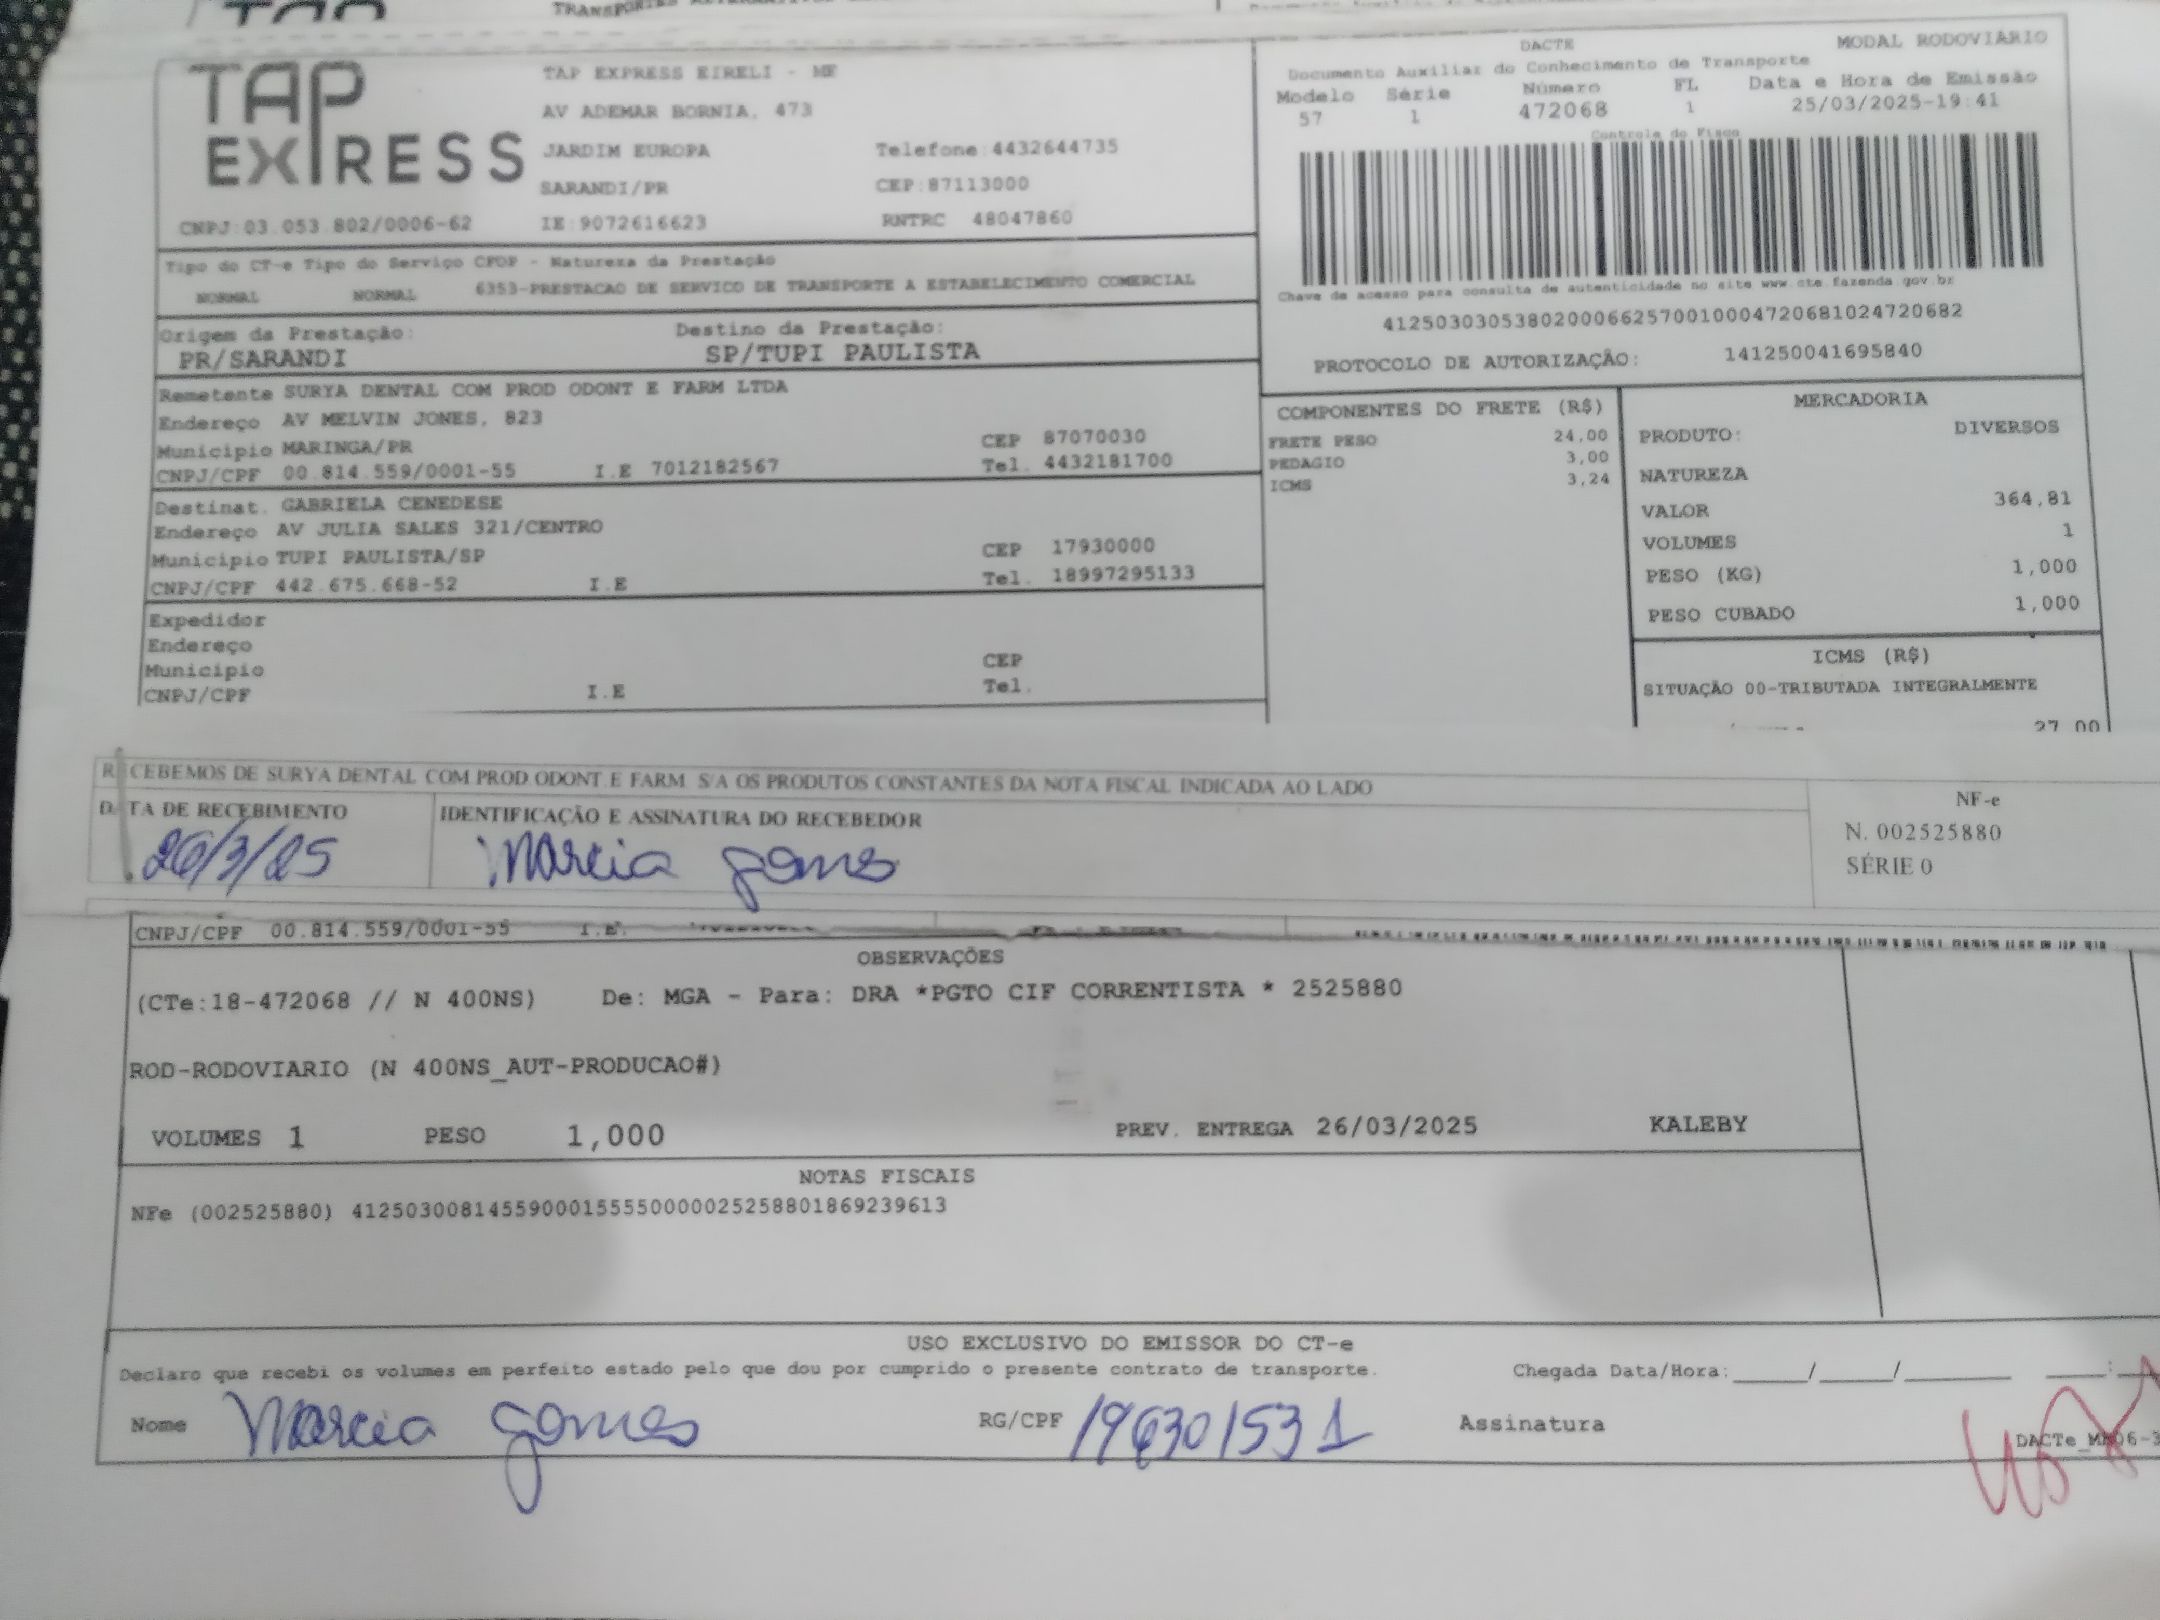 TAP EXPRESS
TAP EXPRESS EIRELI - ME
AV ADEMAR BORNIA, 473
JARDIM EUROPA Telefone:4432644735
SARANDI/PR CEP:87113000
CNPJ:03.053.802/0006-62 IE:9072616623 RNTRC 48047860
DACTE MODAL RODOVIÁRIO
Documento Auxiliar do Conhecimento de Transporte
Modelo Série Número FL Data e Hora de Emissão
57 1 472068 1 25/03/2025-19:41
Controle do Fisco
Chave de acesso para consulta de autenticidade no site www.cte.fazenda.gov.br
41250303053802000662570010004720681024720682
PROTOCOLO DE AUTORIZAÇÃO: 141250041695840
Tipo do CT-e Tipo do Serviço CFOP - Natureza da Prestação
NORMAL NORMAL 6353-PRESTACAO DE SERVICO DE TRANSPORTE A ESTABELECIMENTO COMERCIAL
Origem da Prestação: Destino da Prestação:
PR/SARANDI SP/TUPI PAULISTA
Remetente SURYA DENTAL COM PROD ODONT E FARM LTDA
Endereço AV MELVIN JONES, 823
Município MARINGA/PR CEP 87070030
CNPJ/CPF 00.814.559/0001-55 I.E 7012182567 Tel. 4432181700
Destinat. GABRIELA CENEDESE
Endereço AV JULIA SALES 321/CENTRO
Município TUPI PAULISTA/SP CEP 17930000
CNPJ/CPF 442.675.668-52 I.E Tel. 18997295133
Expedidor
Endereço
Município CEP
CNPJ/CPF I.E Tel.
COMPONENTES DO FRETE (R$)
FRETE PESO 24,00
PEDAGIO 3,00
ICMS 3,24
MERCADORIA
PRODUTO: DIVERSOS
NATUREZA
VALOR 364,81
VOLUMES 1
PESO (KG) 1,000
PESO CUBADO 1,000
ICMS (R$)
SITUAÇÃO 00-TRIBUTADA INTEGRALMENTE
27,00
RECEBEMOS DE SURYA DENTAL COM PROD ODONT E FARM S/A OS PRODUTOS CONSTANTES DA NOTA FISCAL INDICADA AO LADO
DATA DE RECEBIMENTO IDENTIFICAÇÃO E ASSINATURA DO RECEBEDOR
26/3/25 Marcia Gomes
NF-e
N. 002525880
SÉRIE 0
CNPJ/CPF 00.814.559/0001-55 I.E.
OBSERVAÇÕES
(CTe:18-472068 // N 400NS) De: MGA - Para: DRA *PGTO CIF CORRENTISTA * 2525880
ROD-RODOVIARIO (N 400NS_AUT-PRODUCAO#)
VOLUMES 1 PESO 1,000 PREV. ENTREGA 26/03/2025 KALEBY
NOTAS FISCAIS
NFe (002525880) 41250300814559000155550000025258801869239613
USO EXCLUSIVO DO EMISSOR DO CT-e
Declaro que recebi os volumes em perfeito estado pelo que dou por cumprido o presente contrato de transporte. Chegada Data/Hora:______/______/______ ___:
Nome Marcia Gomes RG/CPF 196301531 Assinatura